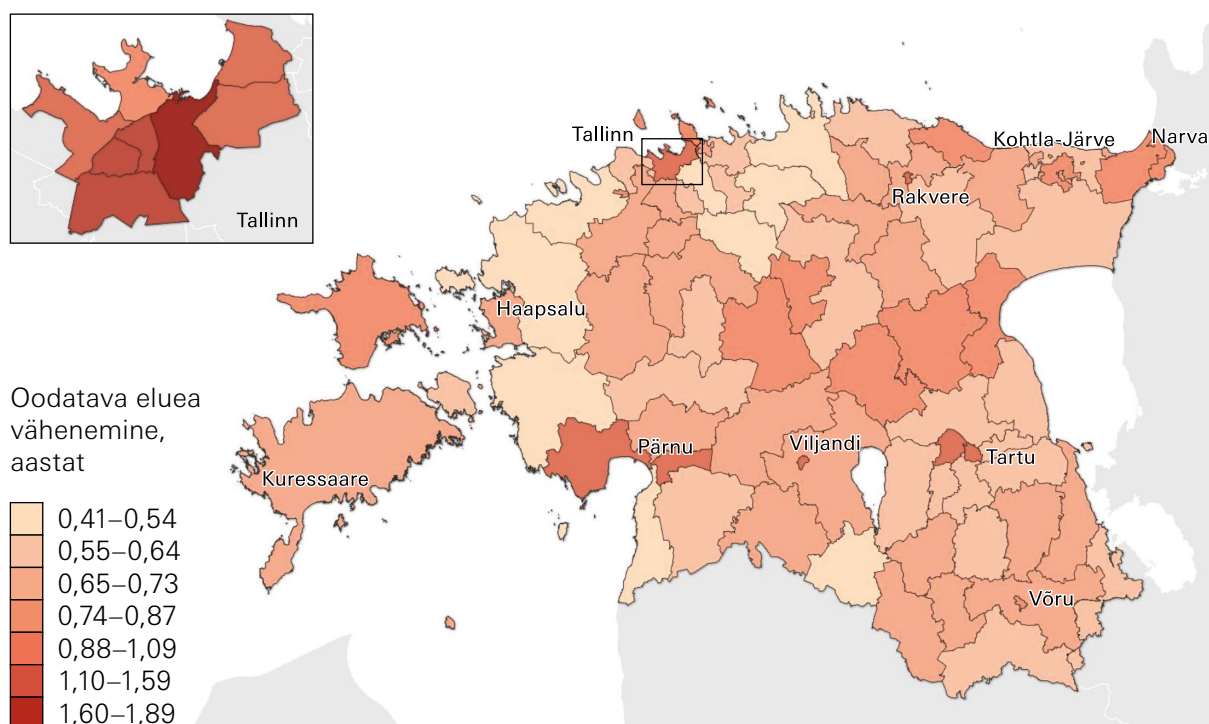 Tallinn
Tallinn
Kohtla-Järve
Narva
Rakvere
Haapsalu
Oodatava eluea
vähenemine,
aastat
Pärnu
Viljandi
Tartu
Kuressaare
Võru
0,41–0,54
0,55–0,64
0,65–0,73
0,74–0,87
0,88–1,09
1,10–1,59
1,60–1,89